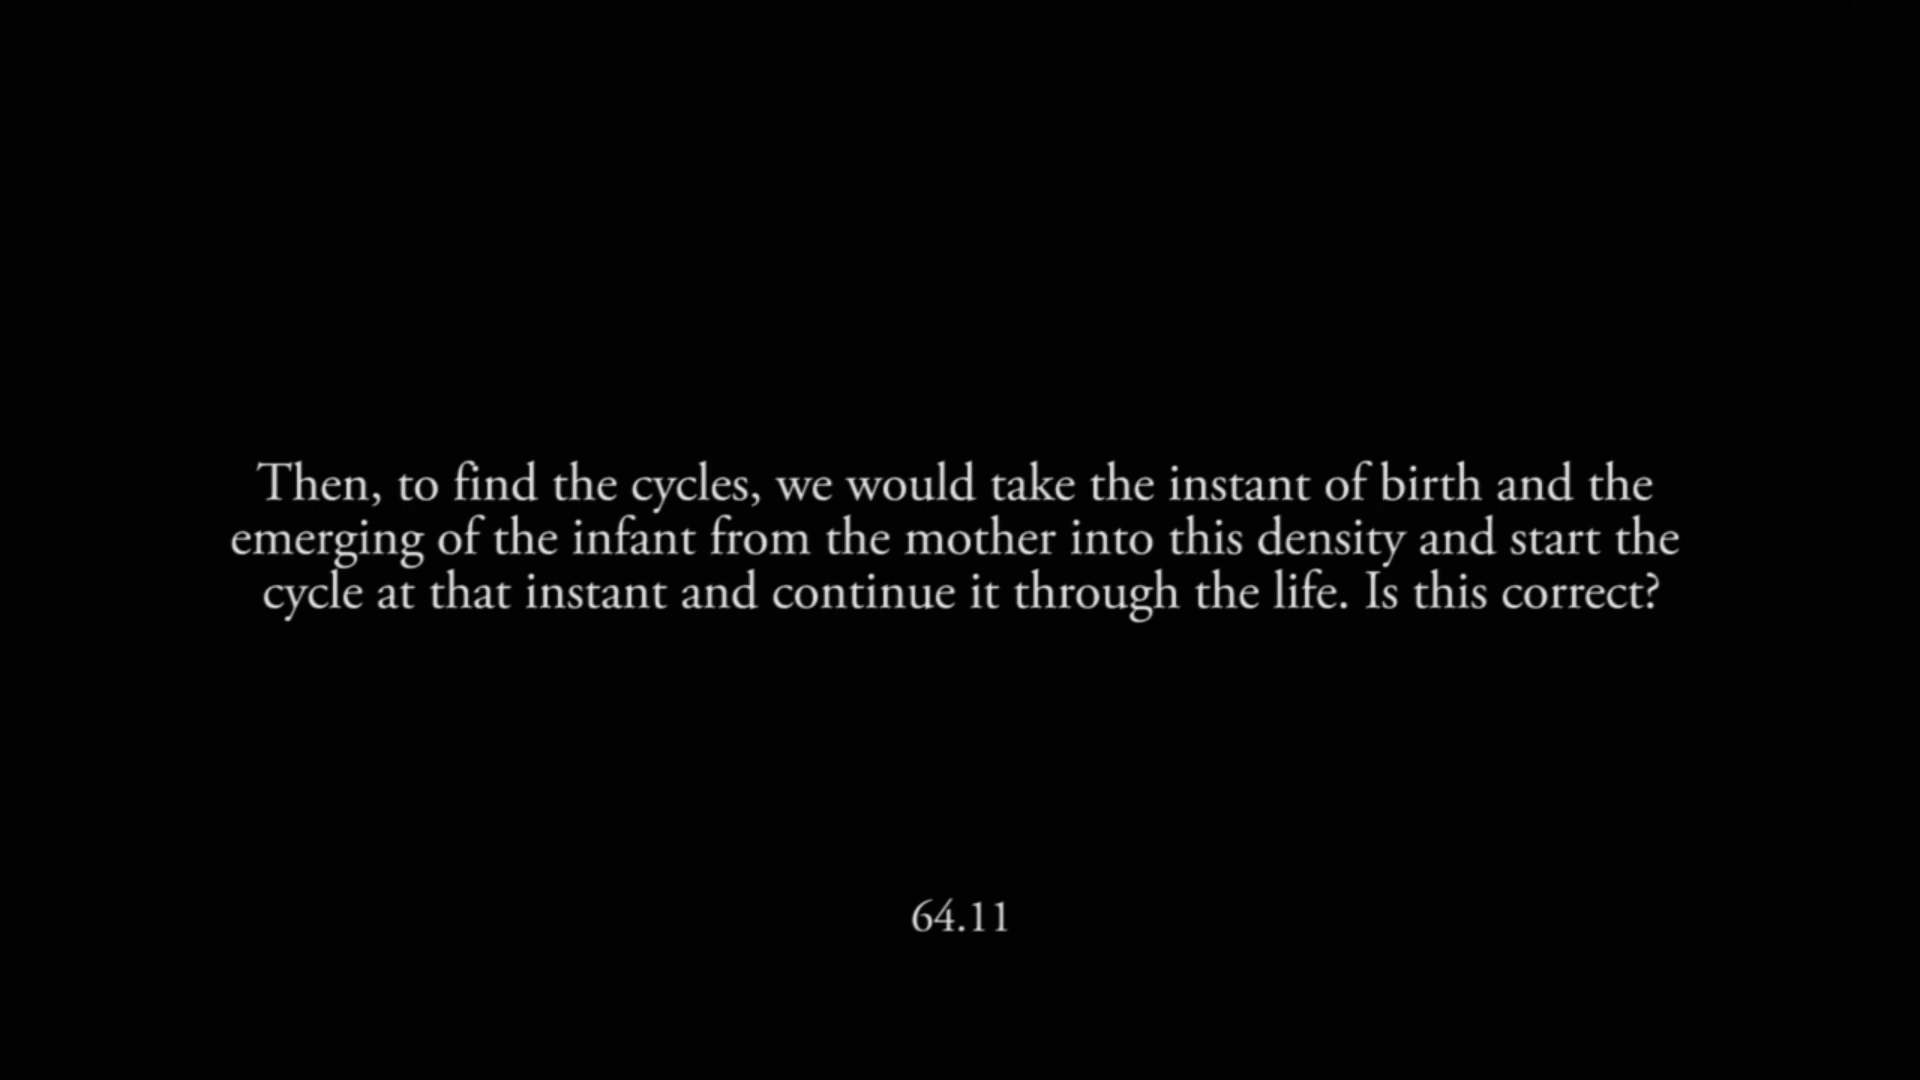 Then, to find the cycles, we would take the instant of birth and the
emerging of the infant from the mother into this density and start the
cycle at that instant and continue it through the life. Is this correct?
64.11